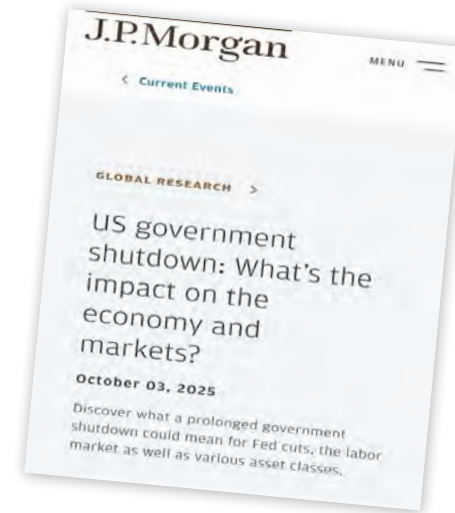 J.P.Morgan
MENU
< Current Events
GLOBAL RESEARCH >
US government
shutdown: What's the
impact on the
economy and
markets?
October 03, 2025
Discover what a prolonged government
shutdown could mean for Fed cuts, the labor
market as well as various asset classes.